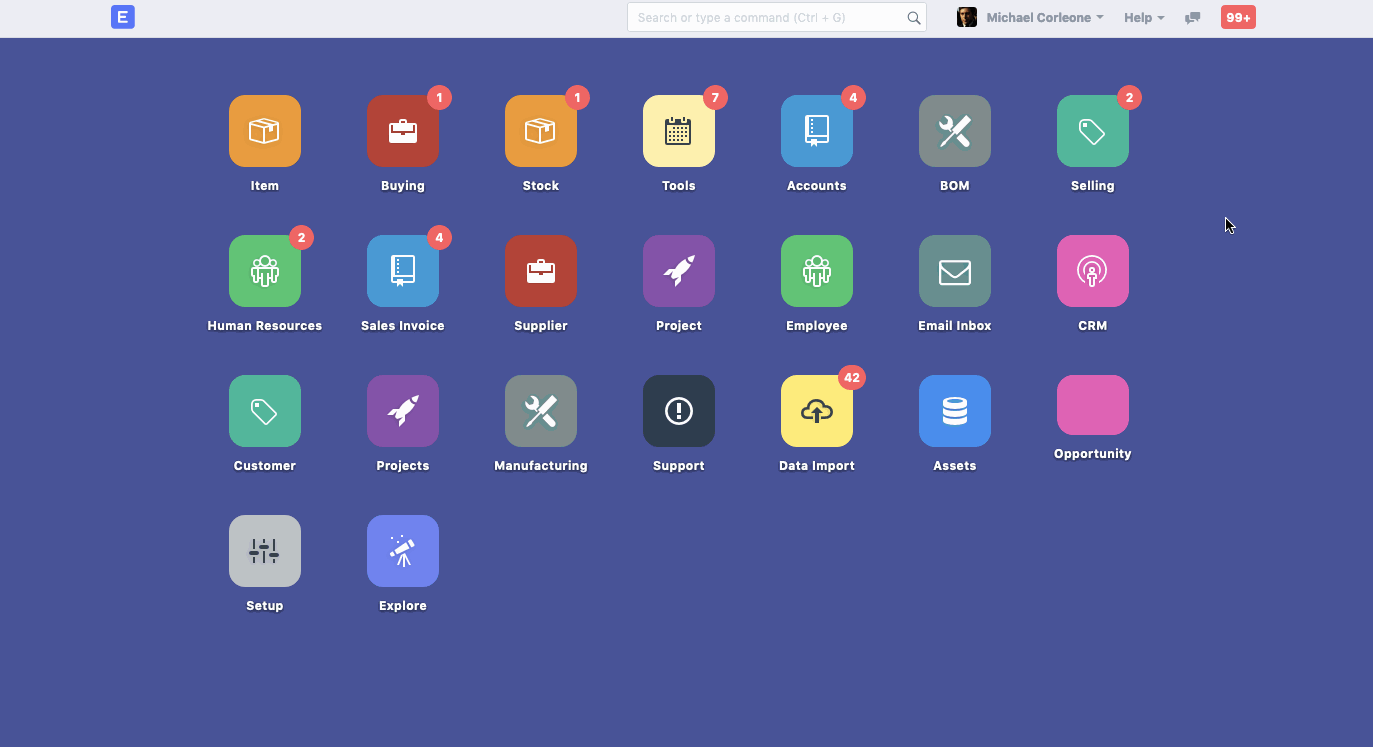 E
Search or type a command (Ctrl + G)
Michael Corleone
Help
99+
1
1
7
4
2
Item
Buying
Stock
Tools
Accounts
BOM
Selling
2
4
Human Resources
Sales Invoice
Supplier
Project
Employee
Email Inbox
CRM
42
Customer
Projects
Manufacturing
Support
Data Import
Assets
Opportunity
Setup
Explore